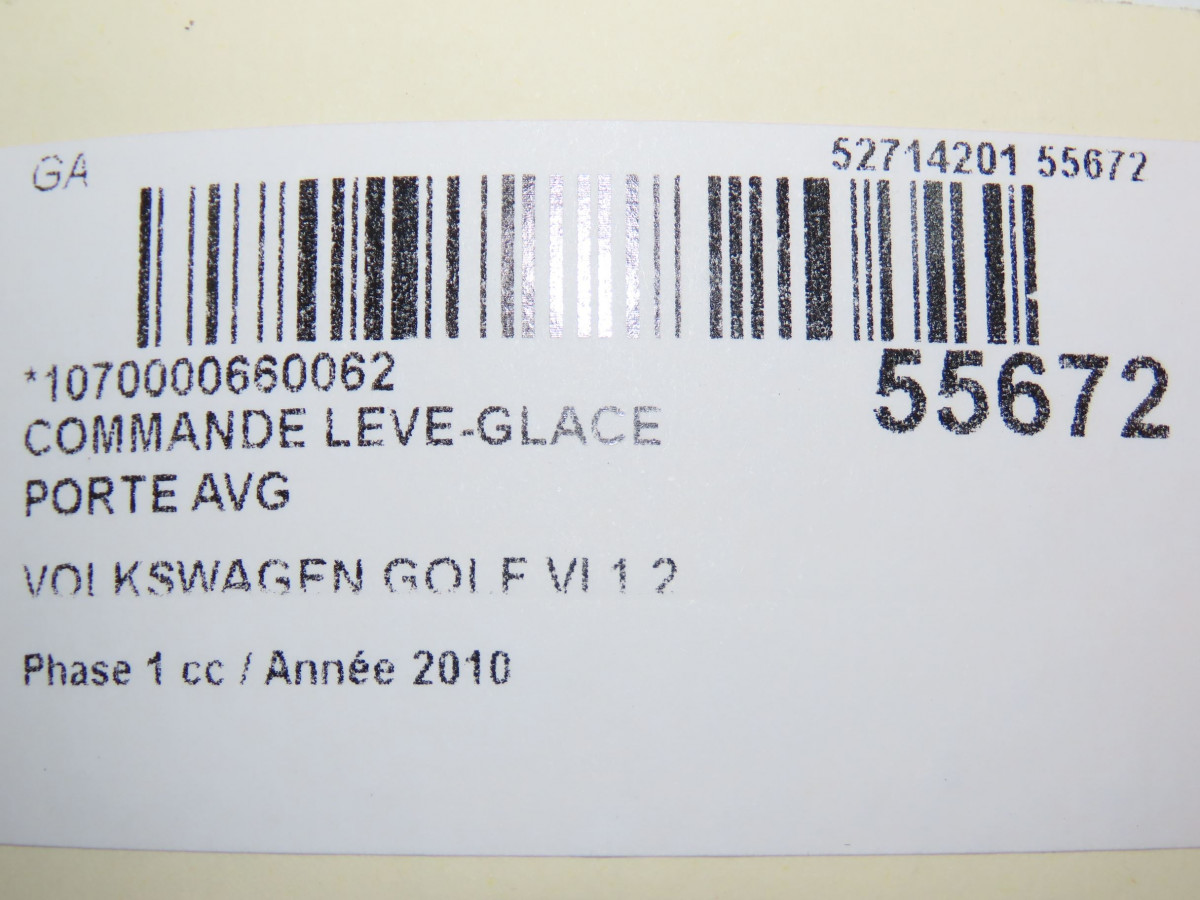 GA
52714201 55672
*1070000660062
55672
COMMANDE LEVE-GLACE
PORTE AVG
VOLKSWAGEN GOLF VI 1.2
Phase 1 cc / Année 2010